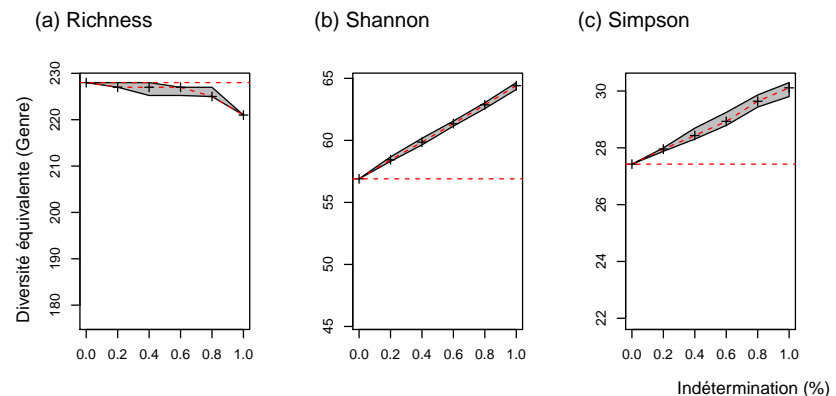 (a) Richness
(b) Shannon
(c) Simpson
Diversité équivalente (Genre)
230
220
210
200
190
180
0.0 0.2 0.4 0.6 0.8 1.0
65
60
55
50
45
0.0 0.2 0.4 0.6 0.8 1.0
30
28
26
24
22
0.0 0.2 0.4 0.6 0.8 1.0
Indétermination (%)